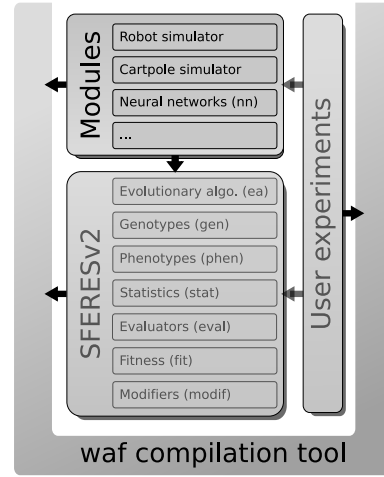 Modules
Robot simulator
Cartpole simulator
Neural networks (nn)
...
SFERESv2
Evolutionary algo. (ea)
Genotypes (gen)
Phenotypes (phen)
Statistics (stat)
Evaluators (eval)
Fitness (fit)
Modifiers (modif)
User experiments
waf compilation tool